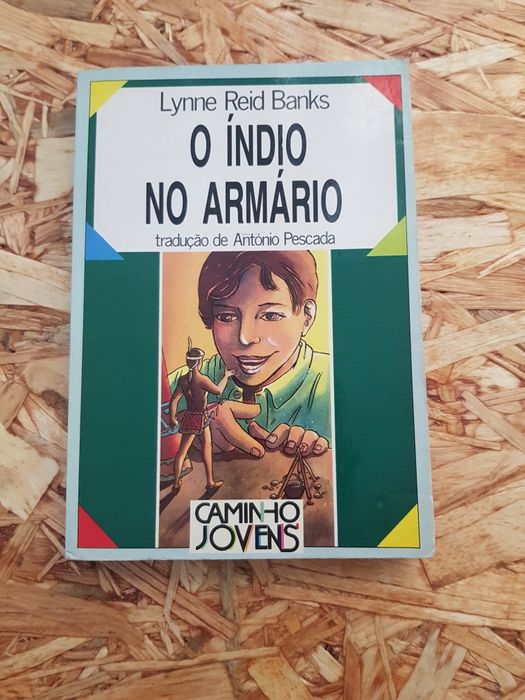 Lynne Reid Banks
O ÍNDIO
NO ARMÁRIO
tradução de António Pescada
CAMINHO
JOVENS